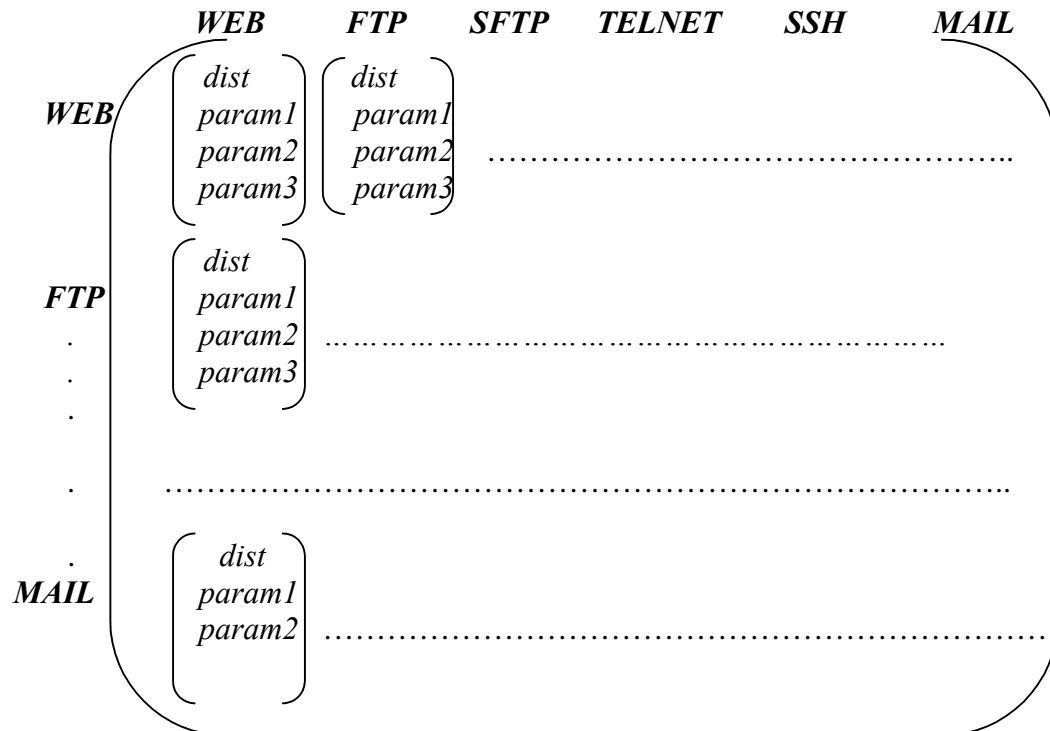 WEB FTP SFTP TELNET SSH MAIL
dist dist
WEB param1 param1
param2 param2 ………………………………………………..
param3 param3
dist
FTP param1
. param2 … … … … … … … … … … … … … … … … … … … … … …
. param3
.
. ……………………………………………………………………………..
. dist
MAIL param1
param2 …………………………………………………………………